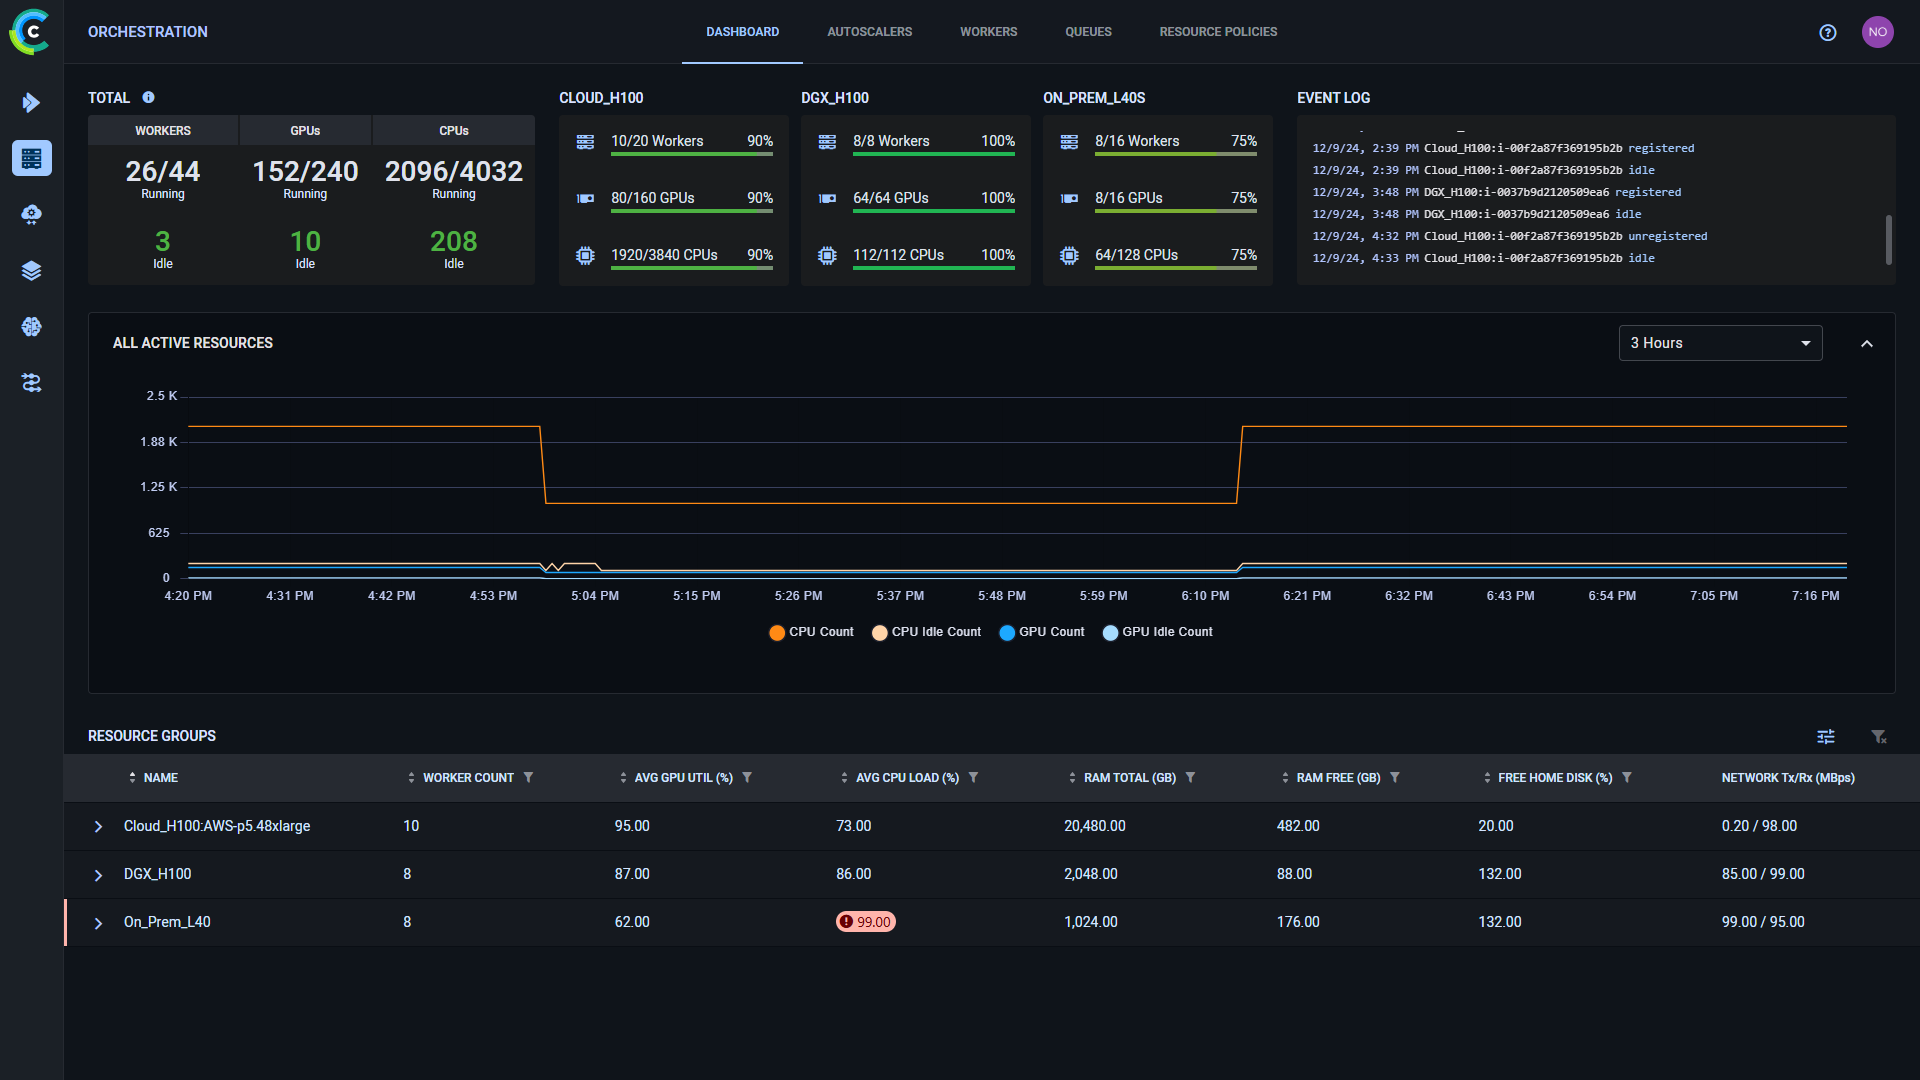 ORCHESTRATION
DASHBOARD AUTOSCALERS WORKERS QUEUES RESOURCE POLICIES
? NO
TOTAL
WORKERS GPUs CPUs
26/44 152/240 2096/4032
Running Running Running
3 10 208
Idle Idle Idle
CLOUD_H100
10/20 Workers 90%
80/160 GPUs 90%
1920/3840 CPUs 90%
DGX_H100
8/8 Workers 100%
64/64 GPUs 100%
112/112 CPUs 100%
ON_PREM_L40S
8/16 Workers 75%
8/16 GPUs 75%
64/128 CPUs 75%
EVENT LOG
12/9/24, 2:39 PM Cloud_H100:i-00f2a87f369195b2b registered
12/9/24, 2:39 PM Cloud_H100:i-00f2a87f369195b2b idle
12/9/24, 3:48 PM DGX_H100:i-0037b9d2120509ea6 registered
12/9/24, 3:48 PM DGX_H100:i-0037b9d2120509ea6 idle
12/9/24, 4:32 PM Cloud_H100:i-00f2a87f369195b2b unregistered
12/9/24, 4:33 PM Cloud_H100:i-00f2a87f369195b2b idle
ALL ACTIVE RESOURCES
3 Hours
2.5 K
1.88 K
1.25 K
625
0
4:20 PM 4:31 PM 4:42 PM 4:53 PM 5:04 PM 5:15 PM 5:26 PM 5:37 PM 5:48 PM 5:59 PM 6:10 PM 6:21 PM 6:32 PM 6:43 PM 6:54 PM 7:05 PM 7:16 PM
CPU Count CPU Idle Count GPU Count GPU Idle Count
RESOURCE GROUPS
NAME WORKER COUNT AVG GPU UTIL (%) AVG CPU LOAD (%) RAM TOTAL (GB) RAM FREE (GB) FREE HOME DISK (%) NETWORK Tx/Rx (MBps)
Cloud_H100:AWS-p5.48xlarge 10 95.00 73.00 20,480.00 482.00 20.00 0.20 / 98.00
DGX_H100 8 87.00 86.00 2,048.00 88.00 132.00 85.00 / 99.00
On_Prem_L40 8 62.00 99.00 1,024.00 176.00 132.00 99.00 / 95.00